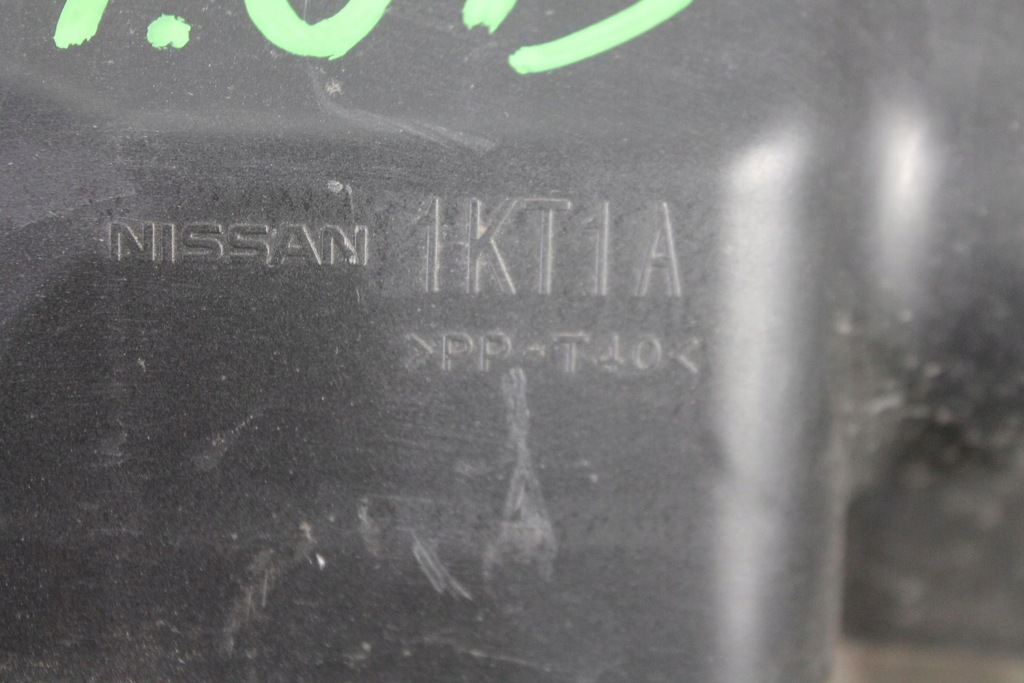 NISSAN 1KT1A
>PP-T40<